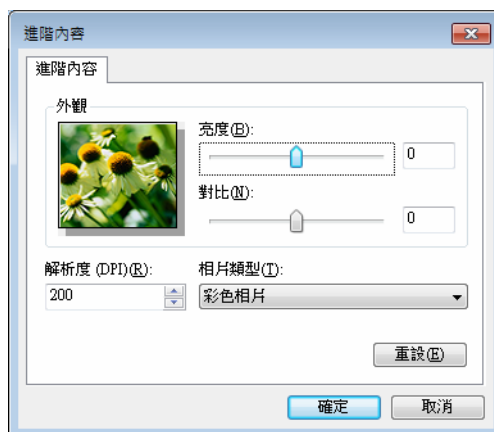 進階內容
進階內容
外觀
亮度(B):
0
對比(N):
0
解析度 (DPI)(R):
相片類型(T):
200
彩色相片
重設(E)
確定
取消